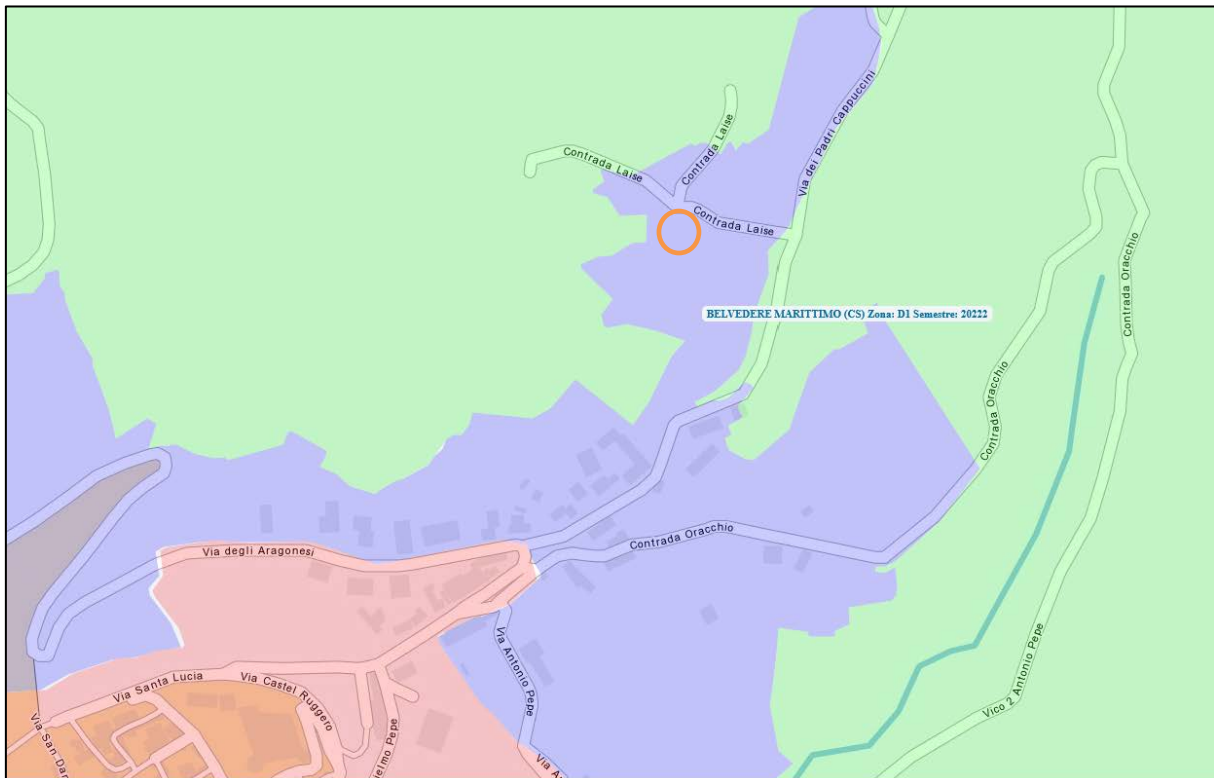 Contrada Laise
Contrada Laise
Via dei Padri Cappuccini
Contrada Laise
Contrada Oracchio
BELVEDERE MARITTIMO (CS) Zona: D1 Semestre: 20222
Contrada Oracchio
Contrada Oracchio
Via degli Aragonesi
Via Antonio Pepe
Vico 2 Antonio Pepe
Via Santa Lucia
Via Castel Ruggero